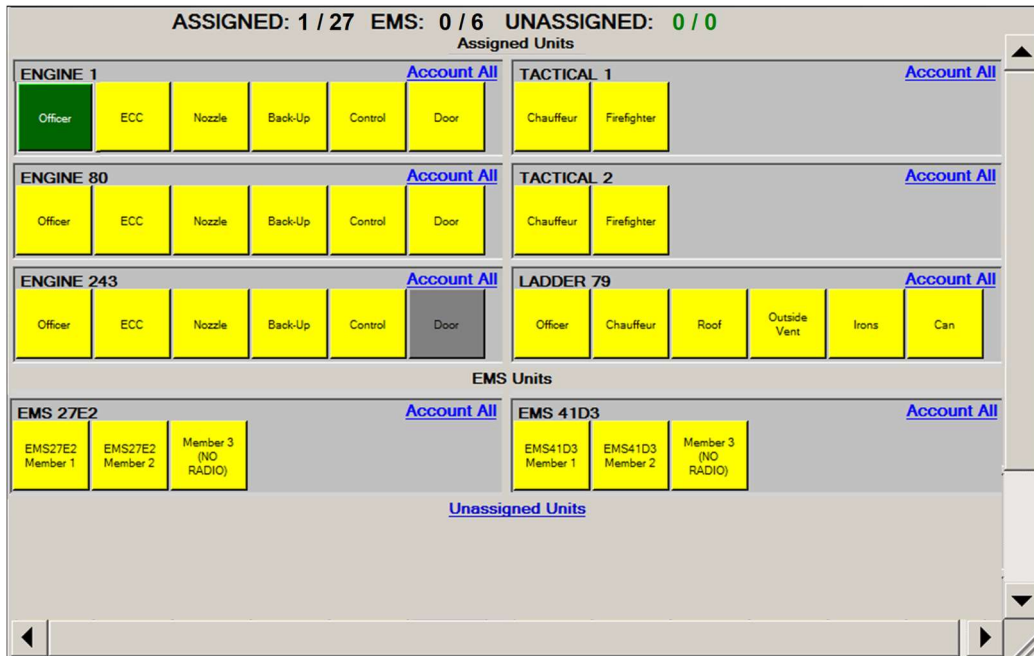 ASSIGNED: 1 / 27 EMS: 0 / 6 UNASSIGNED: 0 / 0
Assigned Units
ENGINE 1 Account All
Officer ECC Nozzle Back-Up Control Door
TACTICAL 1 Account All
Chauffeur Firefighter
ENGINE 80 Account All
Officer ECC Nozzle Back-Up Control Door
TACTICAL 2 Account All
Chauffeur Firefighter
ENGINE 243 Account All
Officer ECC Nozzle Back-Up Control Door
LADDER 79 Account All
Officer Chauffeur Roof Outside Vent Irons Can
EMS Units
EMS 27E2 Account All
EMS27E2 Member 1 EMS27E2 Member 2 Member 3 (NO RADIO)
EMS 41D3 Account All
EMS41D3 Member 1 EMS41D3 Member 2 Member 3 (NO RADIO)
Unassigned Units